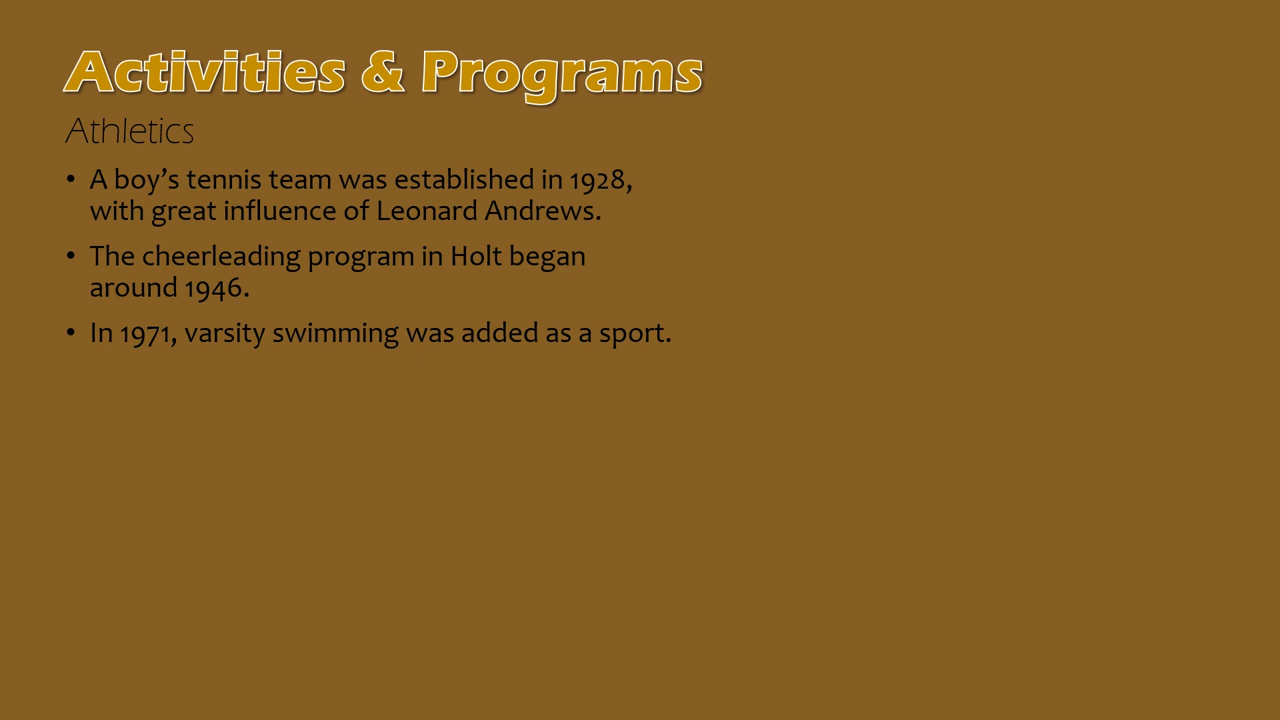 Activities & Programs
Athletics
• A boy’s tennis team was established in 1928,
with great influence of Leonard Andrews.
• The cheerleading program in Holt began
around 1946.
• In 1971, varsity swimming was added as a sport.